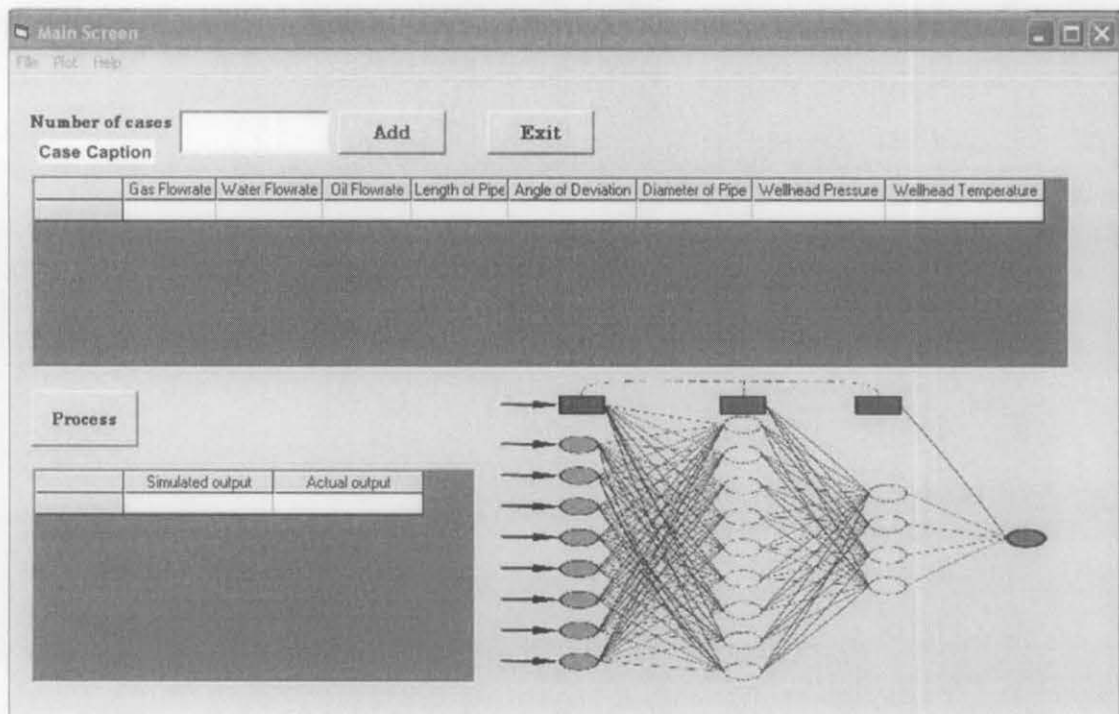 Main Screen
File Plot Help
Number of cases Add Exit
Case Caption
Gas Flowrate Water Flowrate Oil Flowrate Length of Pipe Angle of Deviation Diameter of Pipe Wellhead Pressure Wellhead Temperature
Process
Simulated output Actual output